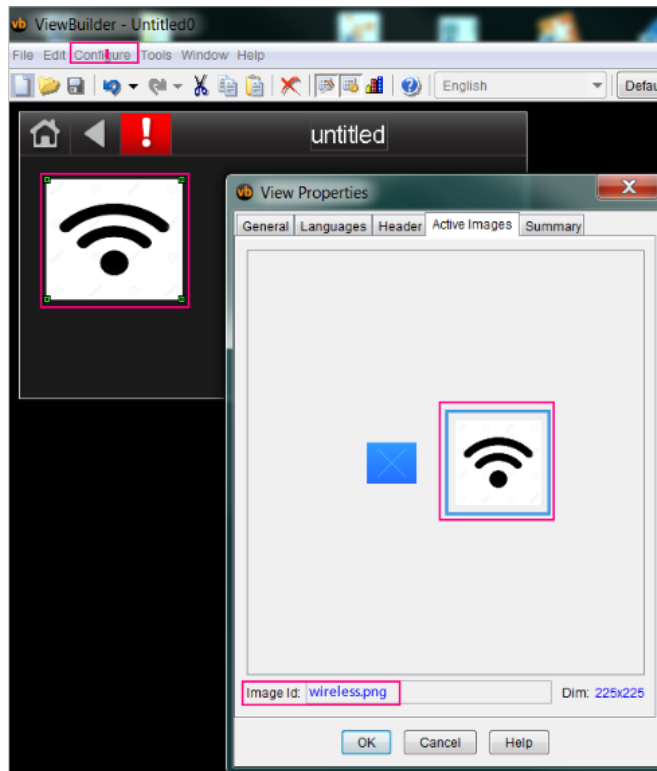 vb ViewBuilder - Untitled0
File Edit Configure Tools Window Help
English
Defau
untitled
vb View Properties
X
General Languages Header Active Images Summary
Image Id: wireless.png Dim: 225x225
OK Cancel Help